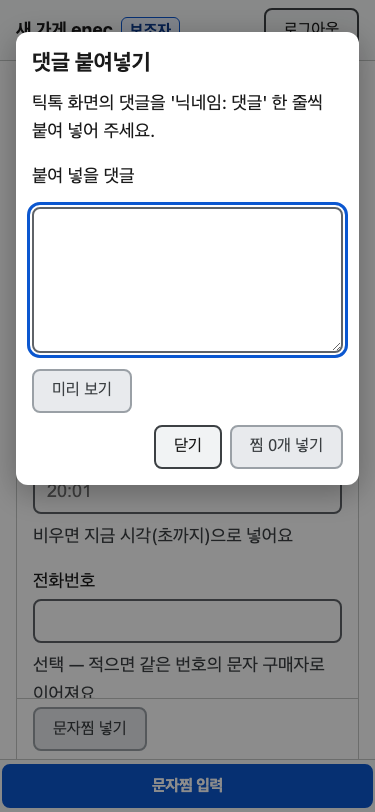 새 가게 enec 보조자 로그아웃
댓글 붙여넣기
틱톡 화면의 댓글을 '닉네임: 댓글' 한 줄씩
붙여 넣어 주세요.
붙여 넣을 댓글
미리 보기
닫기 찜 0개 넣기
20:01
비우면 지금 시각(초까지)으로 넣어요
전화번호
선택 — 적으면 같은 번호의 문자 구매자로
이어져요
문자찜 넣기
문자찜 입력